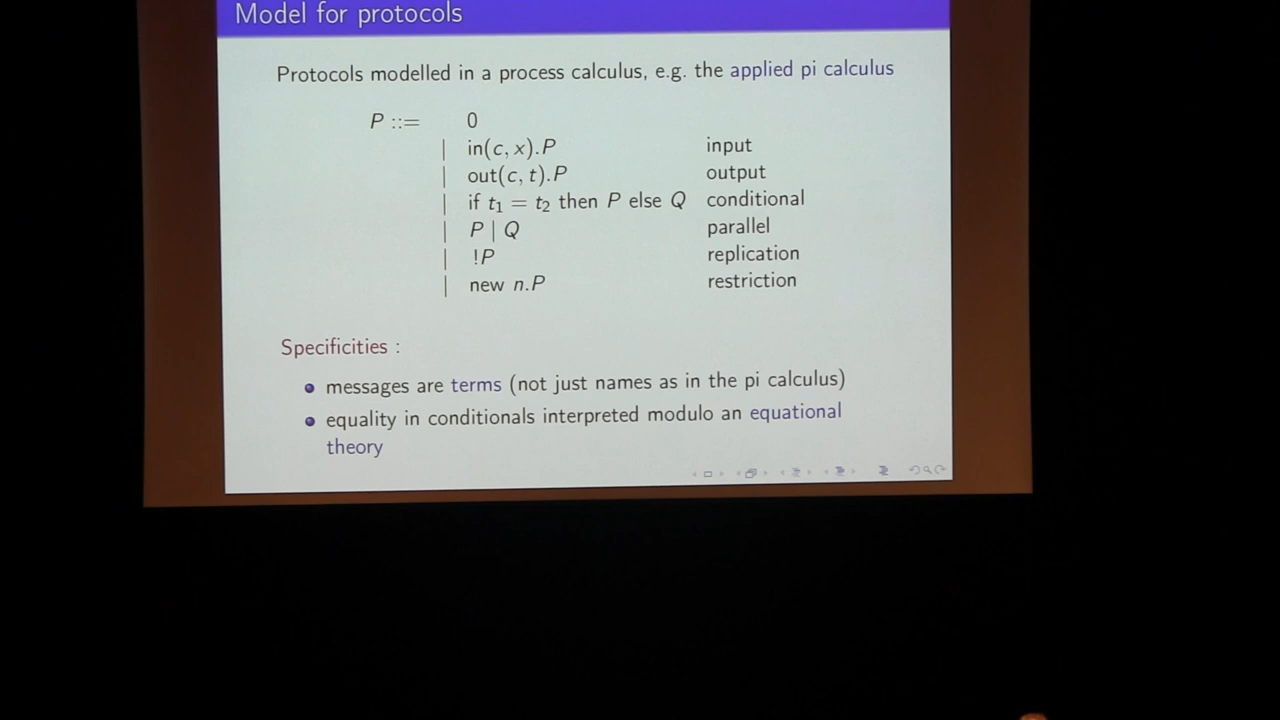 Model for protocols
Protocols modelled in a process calculus, e.g. the applied pi calculus
P ::= 0
| in(c, x).P input
| out(c, t).P output
| if t₁ = t₂ then P else Q conditional
| P | Q parallel
| !P replication
| new n.P restriction
Specificities :
messages are terms (not just names as in the pi calculus)
equality in conditionals interpreted modulo an equational
theory